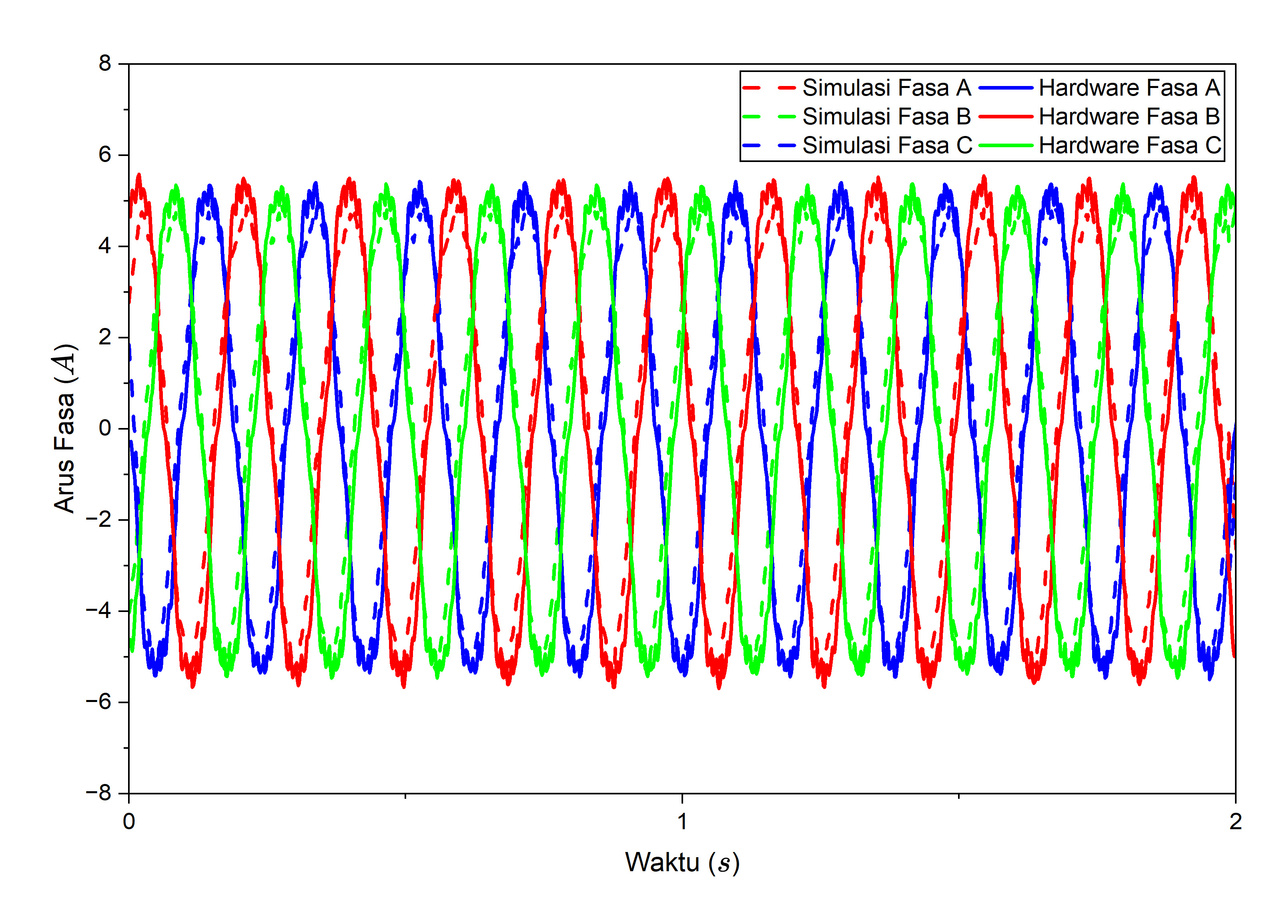 8
6
4
2
0
−2
−4
−6
−8
Arus Fasa (A)
Simulasi Fasa A Hardware Fasa A
Simulasi Fasa B Hardware Fasa B
Simulasi Fasa C Hardware Fasa C
0 1 2
Waktu (s)